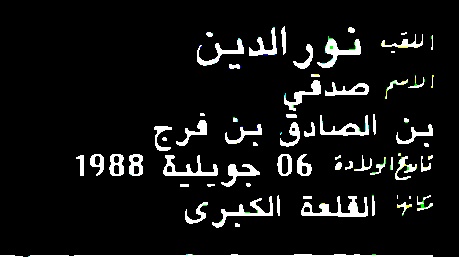 اللقب نورالدين
الاسم صدقي
بن الصادق بن فرج
تاريخ الولادة 06 جويلية 1988
مكانها القلعة الكبرى